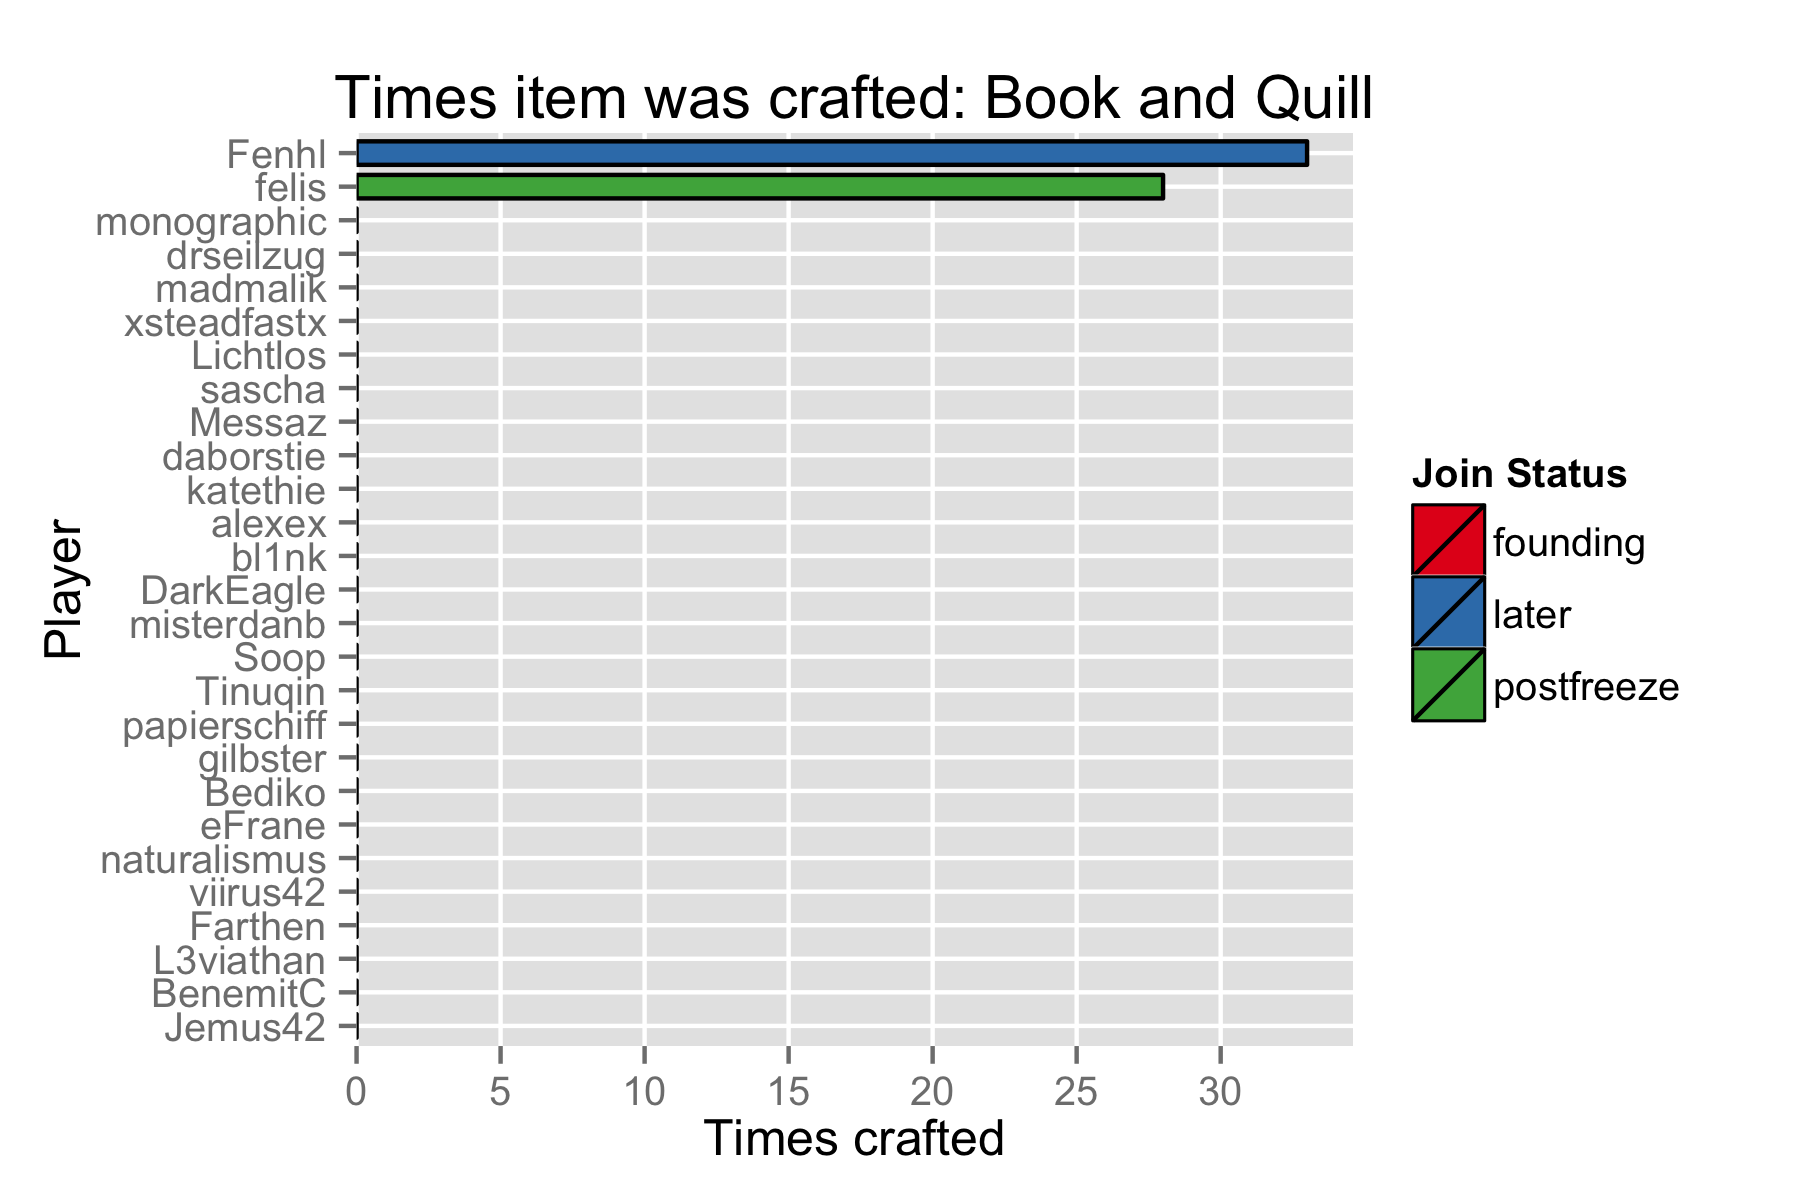 Times item was crafted: Book and Quill
Player
Fenhl
felis
monographic
drseilzug
madmalik
xsteadfastx
Lichtlos
sascha
Messaz
daborstie
katethie
alexex
bl1nk
DarkEagle
misterdanb
Soop
Tinuqin
papierschiff
gilbster
Bediko
eFrane
naturalismus
viirus42
Farthen
L3viathan
BenemitC
Jemus42
0 5 10 15 20 25 30
Times crafted
Join Status
founding
later
postfreeze